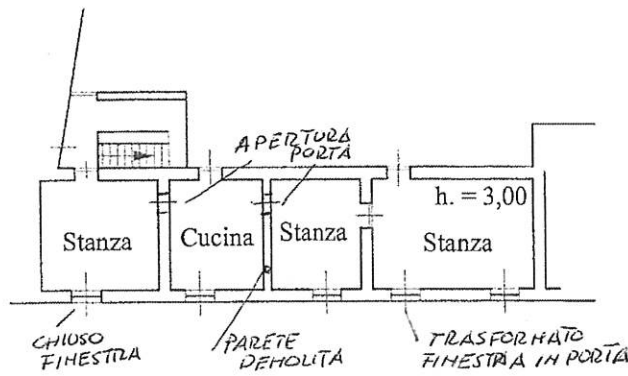 APERTURA
PORTA
h. = 3,00
Stanza
Cucina
Stanza
Stanza
CHIUSO
FINESTRA
PARETE
DEMOLITA
TRASFORMATO
FINESTRA IN PORTA